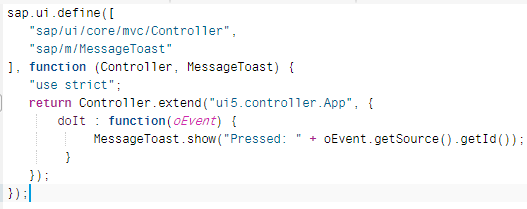 sap.ui.define([
"sap/ui/core/mvc/Controller",
"sap/m/MessageToast"
], function (Controller, MessageToast) {
"use strict";
return Controller.extend("ui5.controller.App", {
doIt : function(oEvent) {
MessageToast.show("Pressed: " + oEvent.getSource().getId());
}
});
});